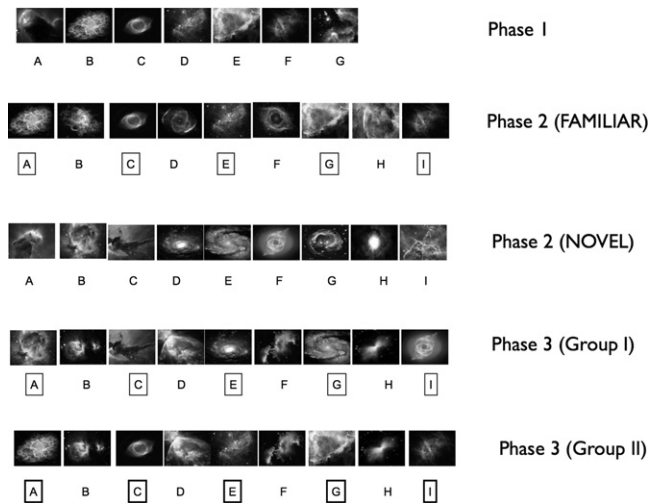 Phase 1
A B C D E F G
Phase 2 (FAMILIAR)
A B C D E F G H I
Phase 2 (NOVEL)
A B C D E F G H I
Phase 3 (Group I)
A B C D E F G H I
Phase 3 (Group II)
A B C D E F G H I